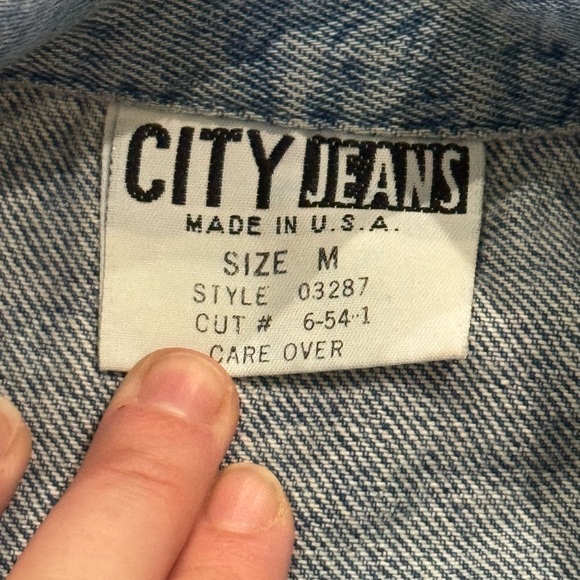 CITY JEANS
MADE IN U.S.A.
SIZE M
STYLE 03287
CUT # 6-54-1
CARE OVER